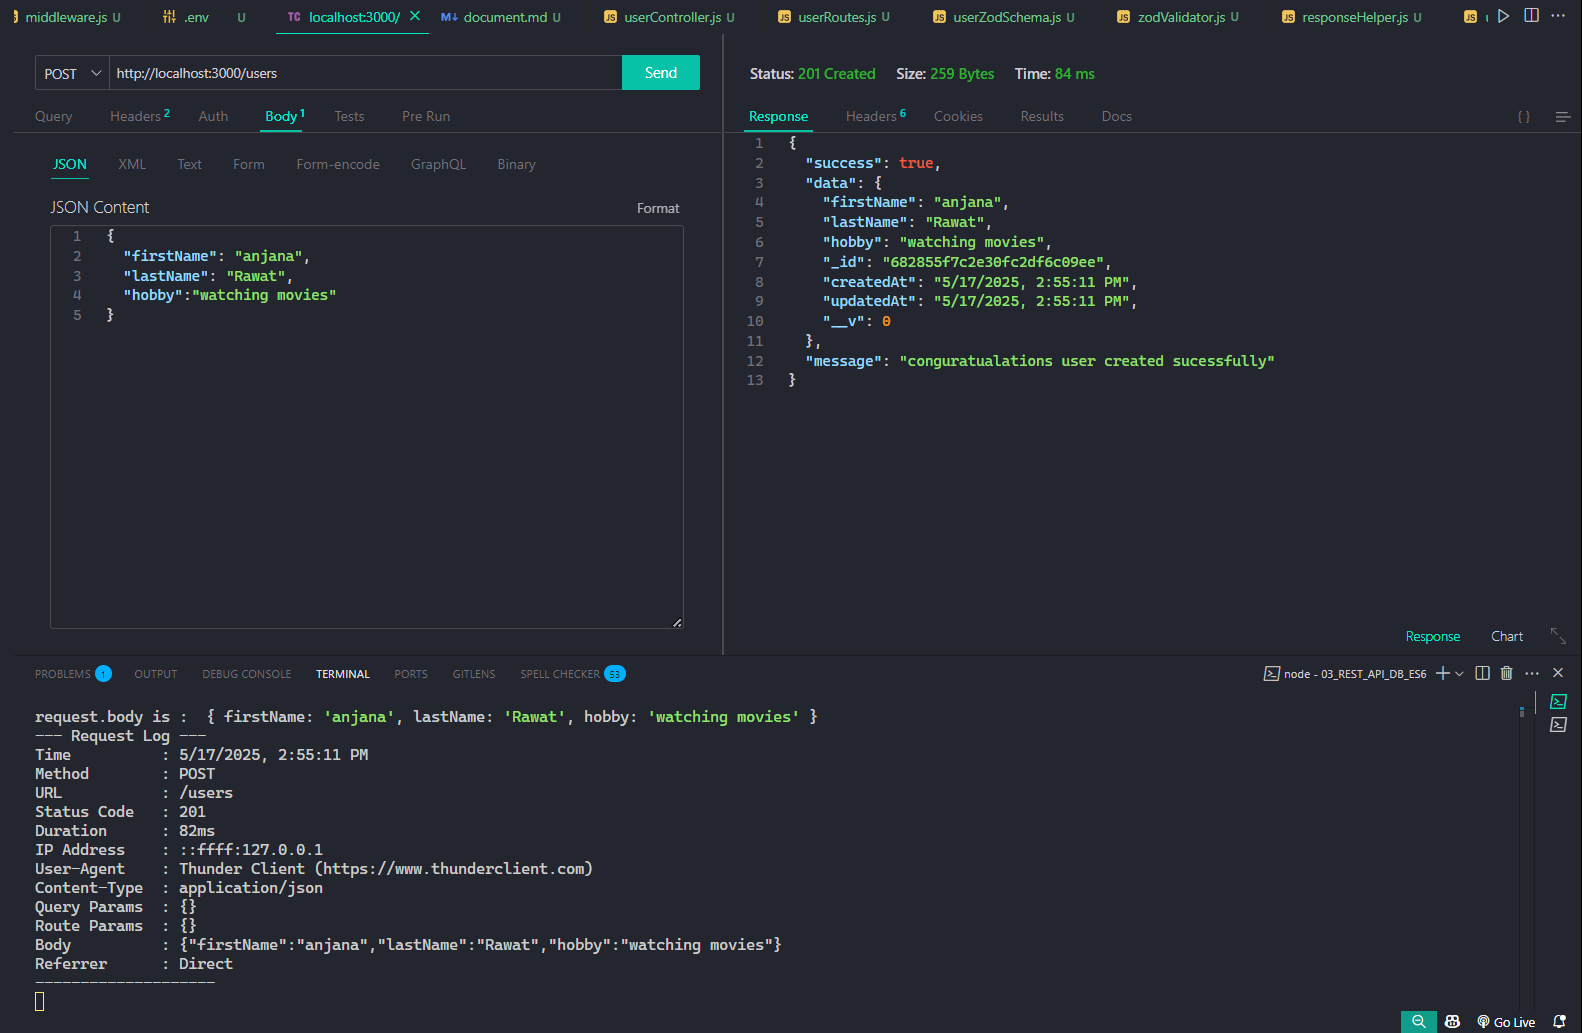 middleware.js U .env U TC localhost:3000/ M↓ document.md U JS userController.js U JS userRoutes.js U JS userZodSchema.js U JS zodValidator.js U JS responseHelper.js U JS
POST http://localhost:3000/users Send
Query Headers 2 Auth Body 1 Tests Pre Run
JSON XML Text Form Form-encode GraphQL Binary
JSON Content Format
1 {
2 "firstName": "anjana",
3 "lastName": "Rawat",
4 "hobby":"watching movies"
5 }
Status: 201 Created Size: 259 Bytes Time: 84 ms
Response Headers 6 Cookies Results Docs { }
1 {
2 "success": true,
3 "data": {
4 "firstName": "anjana",
5 "lastName": "Rawat",
6 "hobby": "watching movies",
7 "_id": "682855f7c2e30fc2df6c09ee",
8 "createdAt": "5/17/2025, 2:55:11 PM",
9 "updatedAt": "5/17/2025, 2:55:11 PM",
10 "__v": 0
11 },
12 "message": "conguratualations user created sucessfully"
13 }
Response Chart
PROBLEMS 1 OUTPUT DEBUG CONSOLE TERMINAL PORTS GITLENS SPELL CHECKER 53 node - 03_REST_API_DB_ES6
request.body is :  { firstName: 'anjana', lastName: 'Rawat', hobby: 'watching movies' }
--- Request Log ---
Time : 5/17/2025, 2:55:11 PM
Method : POST
URL : /users
Status Code : 201
Duration : 82ms
IP Address : ::ffff:127.0.0.1
User-Agent : Thunder Client (https://www.thunderclient.com)
Content-Type : application/json
Query Params : {}
Route Params : {}
Body : {"firstName":"anjana","lastName":"Rawat","hobby":"watching movies"}
Referrer : Direct
--------------------
Go Live